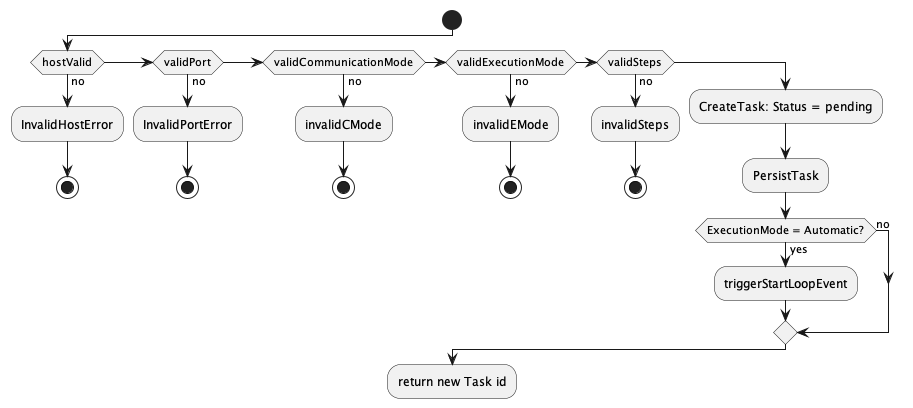 hostValid
no
InvalidHostError
validPort
no
InvalidPortError
validCommunicationMode
no
invalidCMode
validExecutionMode
no
invalidEMode
validSteps
no
invalidSteps
CreateTask: Status = pending
PersistTask
ExecutionMode = Automatic?
no
yes
triggerStartLoopEvent
return new Task id